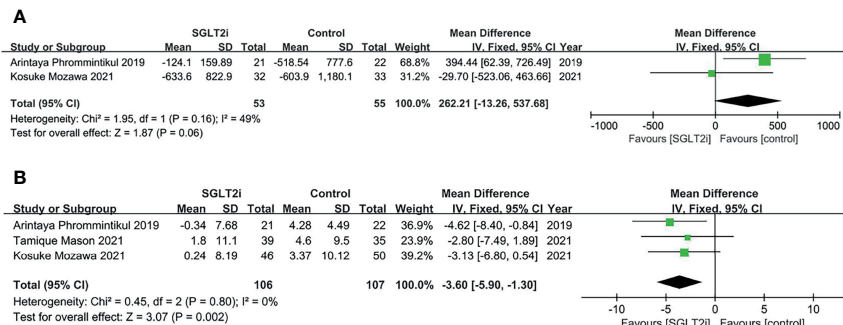 A
SGLT2i Control Mean Difference Mean Difference
Study or Subgroup Mean SD Total Mean SD Total Weight IV, Fixed, 95% CI Year IV, Fixed, 95% CI
Arintaya Phrommintikul 2019 -124.1 159.89 21 -518.54 777.6 22 68.8% 394.44 [62.39, 726.49] 2019
Kosuke Mozawa 2021 -633.6 822.9 32 -603.9 1,180.1 33 31.2% -29.70 [-523.06, 463.66] 2021
Total (95% CI) 53 55 100.0% 262.21 [-13.26, 537.68]
Heterogeneity: Chi² = 1.95, df = 1 (P = 0.16); I² = 49%
Test for overall effect: Z = 1.87 (P = 0.06)
-1000 -500 0 500 1000
Favours [SGLT2i] Favours [control]
B
SGLT2i Control Mean Difference Mean Difference
Study or Subgroup Mean SD Total Mean SD Total Weight IV, Fixed, 95% CI Year IV, Fixed, 95% CI
Arintaya Phrommintikul 2019 -0.34 7.68 21 4.28 4.49 22 36.9% -4.62 [-8.40, -0.84] 2019
Tamique Mason 2021 1.8 11.1 39 4.6 9.5 35 23.9% -2.80 [-7.49, 1.89] 2021
Kosuke Mozawa 2021 0.24 8.19 46 3.37 10.12 50 39.2% -3.13 [-6.80, 0.54] 2021
Total (95% CI) 106 107 100.0% -3.60 [-5.90, -1.30]
Heterogeneity: Chi² = 0.45, df = 2 (P = 0.80); I² = 0%
Test for overall effect: Z = 3.07 (P = 0.002)
-10 -5 0 5 10
Favours [SGLT2i] Favours [control]